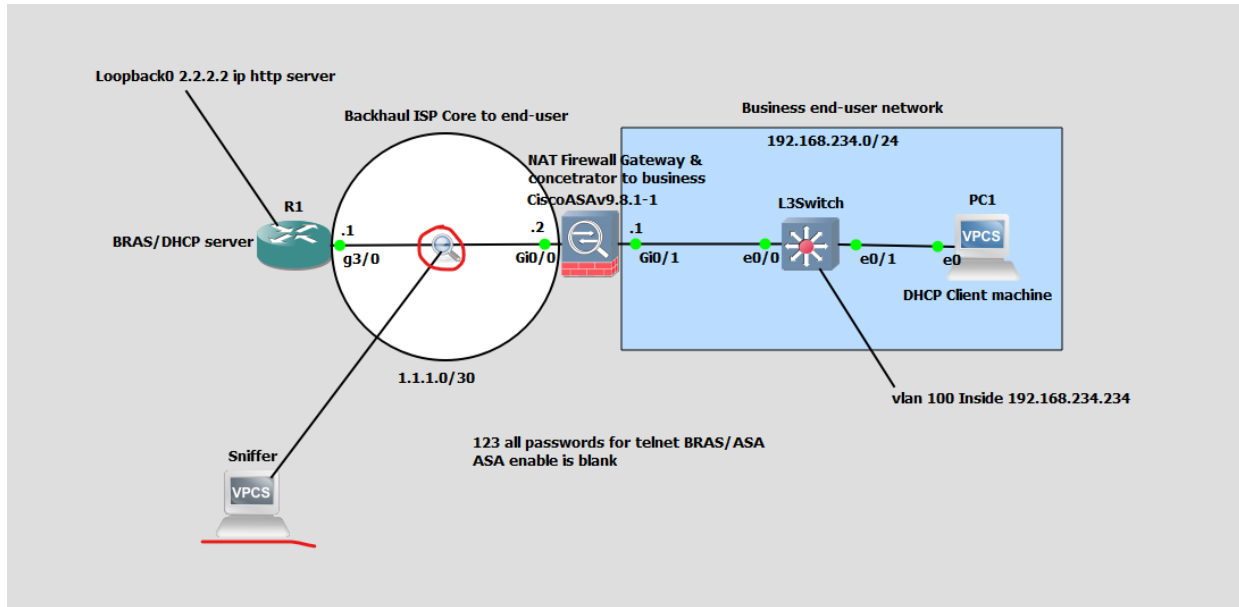 Loopback0 2.2.2.2 ip http server
Backhaul ISP Core to end-user
Business end-user network
192.168.234.0/24
NAT Firewall Gateway &
concetrator to business
CiscoASAv9.8.1-1
R1
BRAS/DHCP server
.1
g3/0
.2
Gi0/0
.1
Gi0/1
L3Switch
e0/0
e0/1
PC1
VPCS
e0
DHCP Client machine
1.1.1.0/30
vlan 100 Inside 192.168.234.234
123 all passwords for telnet BRAS/ASA
ASA enable is blank
Sniffer
VPCS